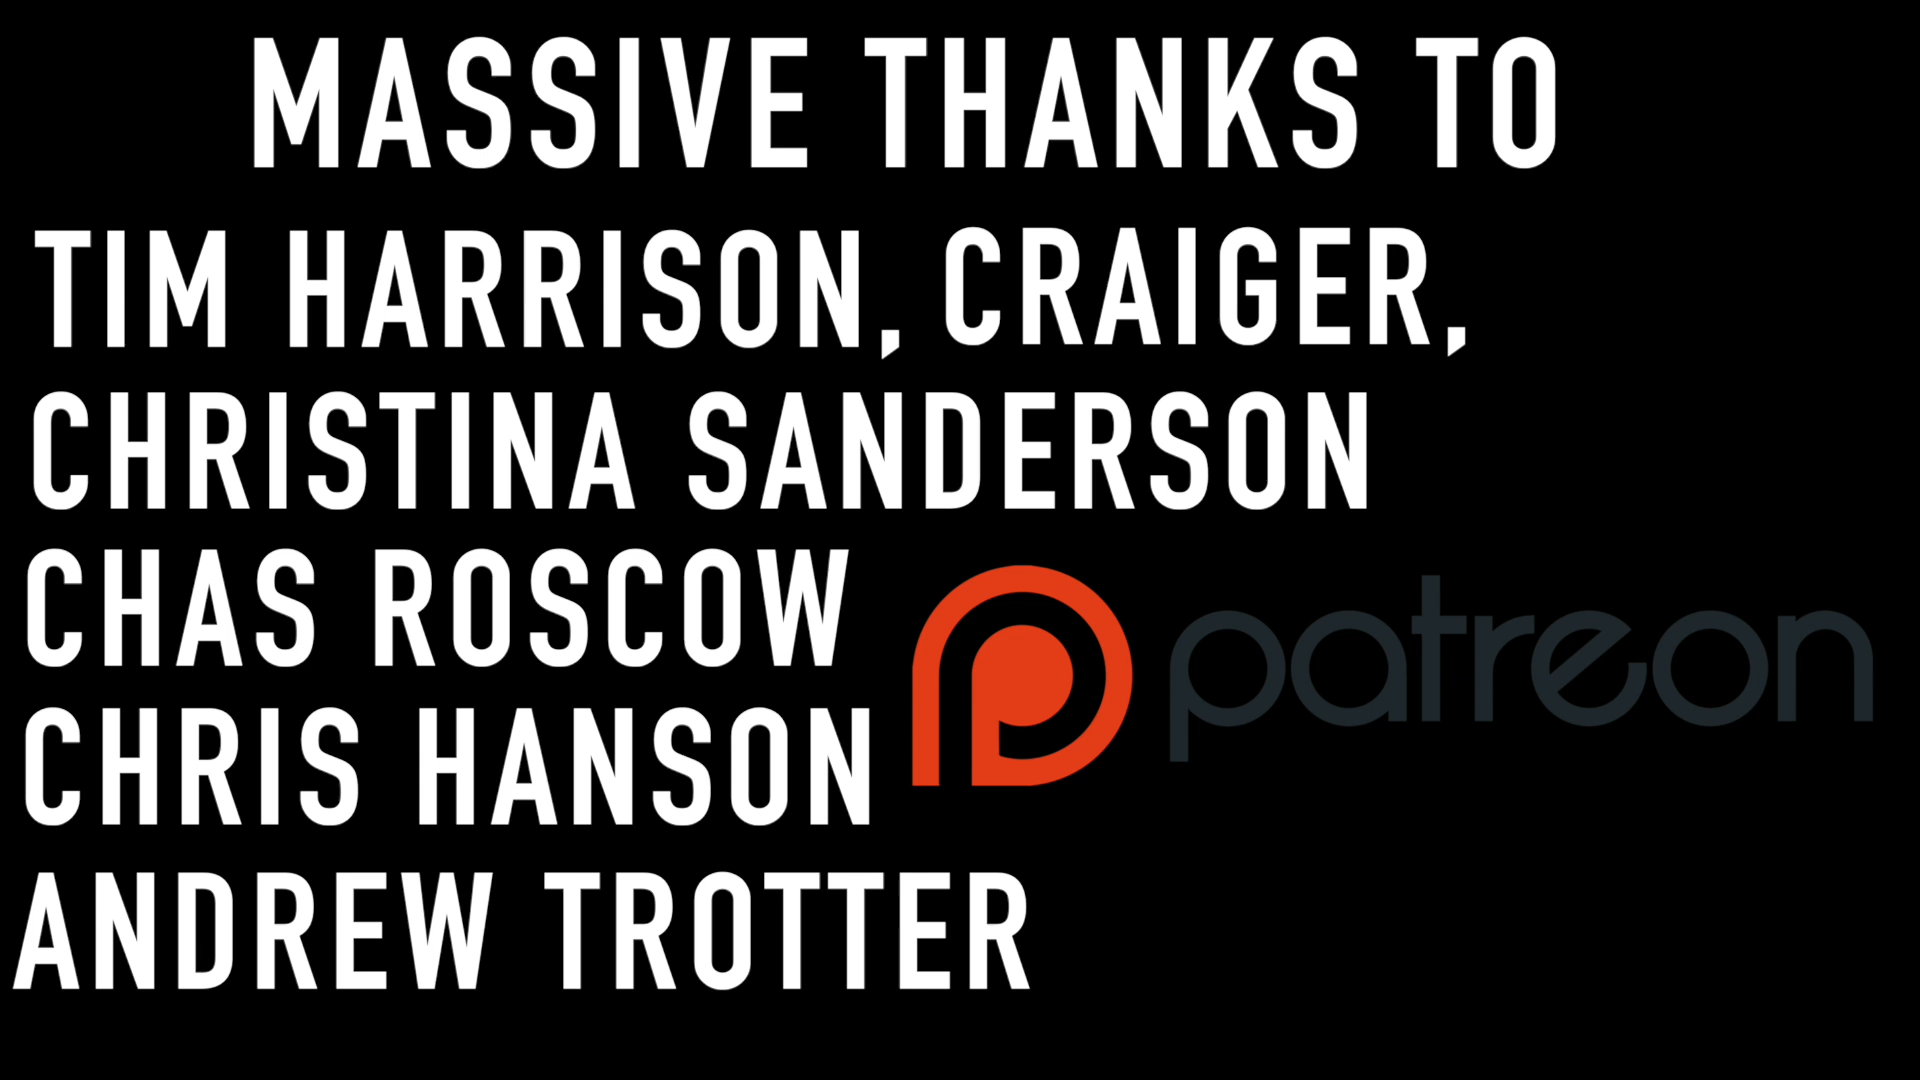 MASSIVE THANKS TO
TIM HARRISON, CRAIGER,
CHRISTINA SANDERSON
CHAS ROSCOW
patreon
CHRIS HANSON
ANDREW TROTTER